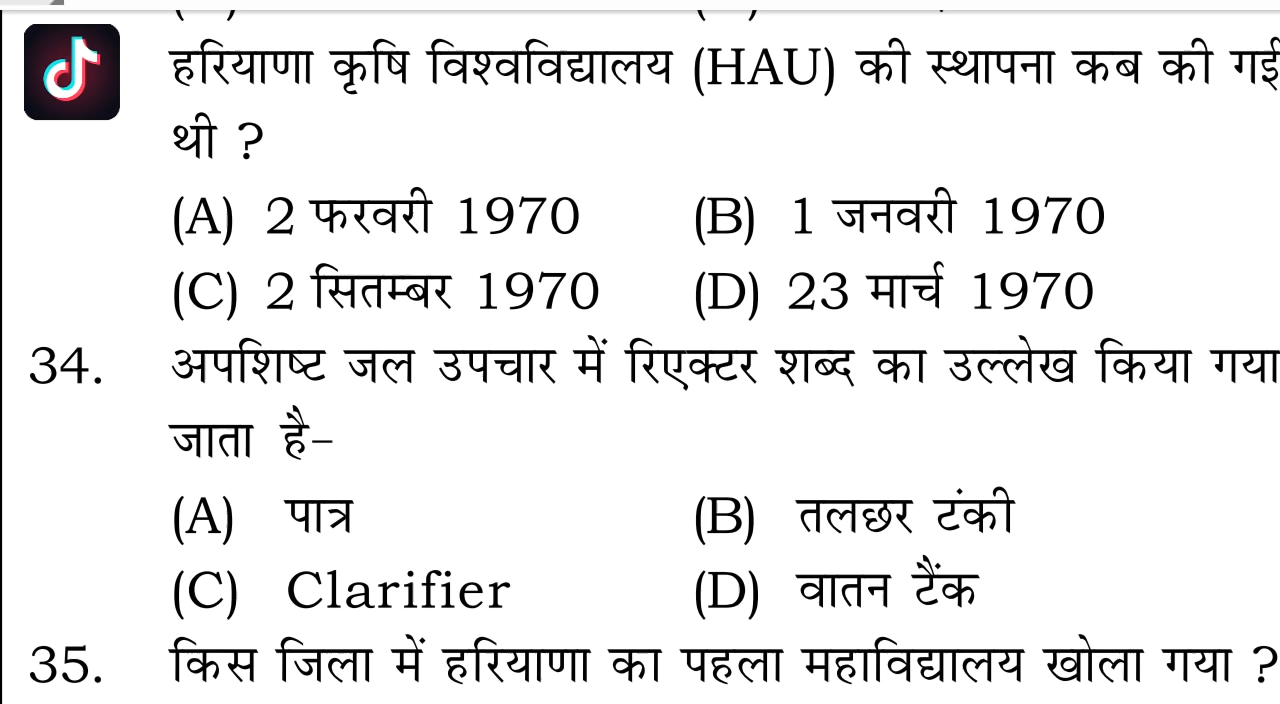 हरियाणा कृषि विश्वविद्यालय (HAU) की स्थापना कब की गई
थी ?
(A) 2 फरवरी 1970 (B) 1 जनवरी 1970
(C) 2 सितम्बर 1970 (D) 23 मार्च 1970
34. अपशिष्ट जल उपचार में रिएक्टर शब्द का उल्लेख किया गया
जाता है–
(A) पात्र (B) तलछर टंकी
(C) Clarifier (D) वातन टैंक
35. किस जिला में हरियाणा का पहला महाविद्यालय खोला गया ?